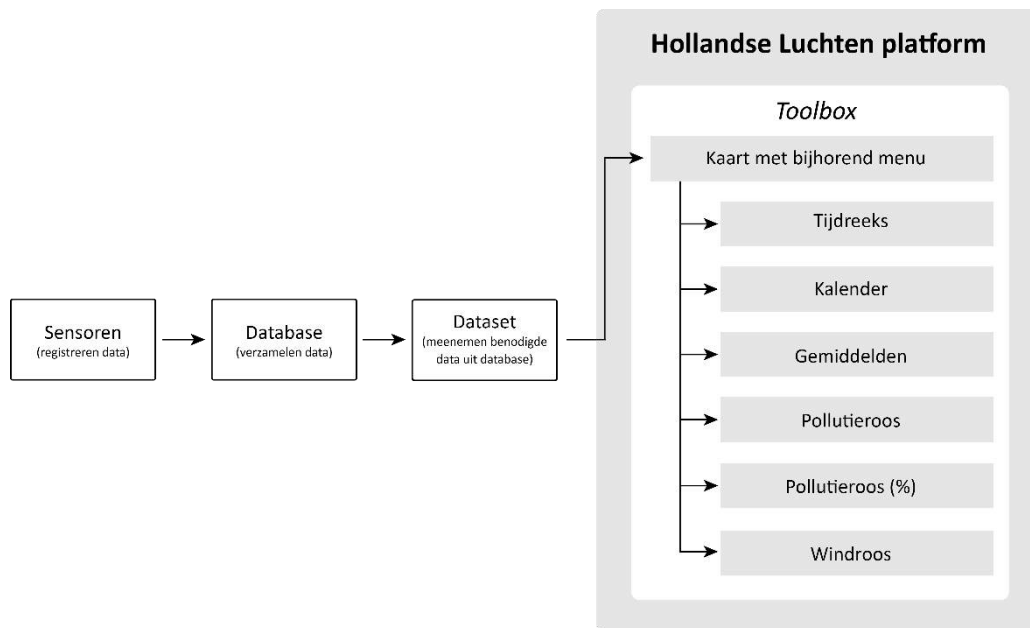 Hollandse Luchten platform
Toolbox
Kaart met bijhorend menu
Tijdreeks
Kalender
Gemiddelden
Pollutieroos
Pollutieroos (%)
Windroos
Sensoren
(registreren data)
Database
(verzamelen data)
Dataset
(meenemen benodigde
data uit database)